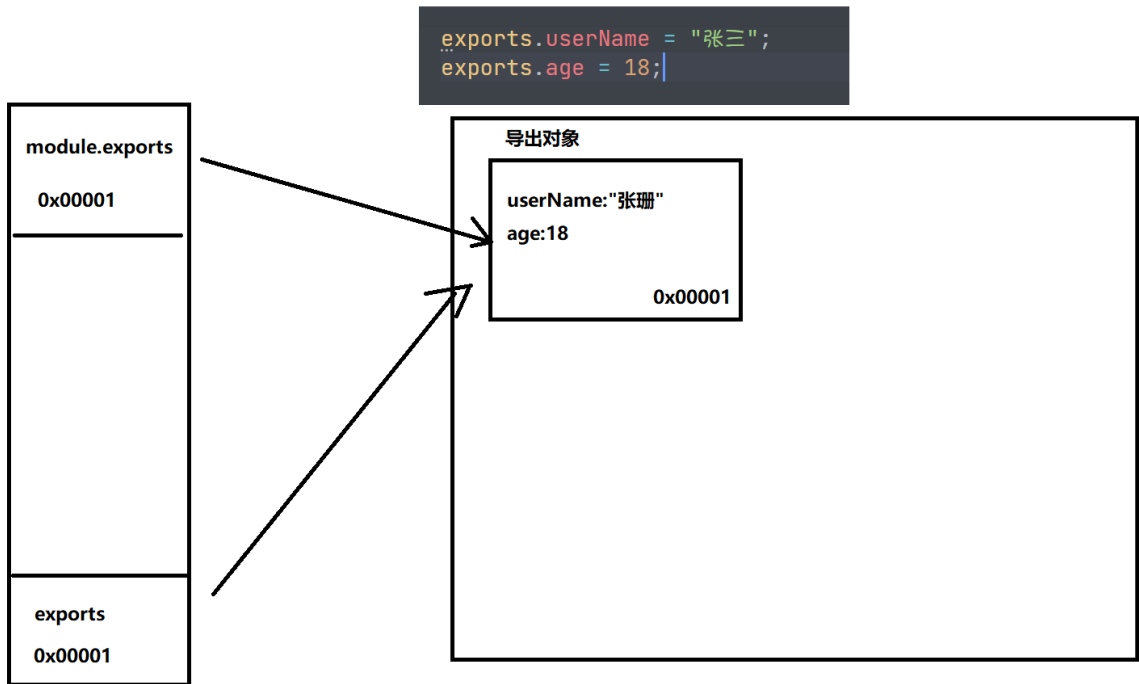 exports.userName = "张三";
exports.age = 18;
module.exports
0x00001
导出对象
userName:"张珊"
age:18
0x00001
exports
0x00001